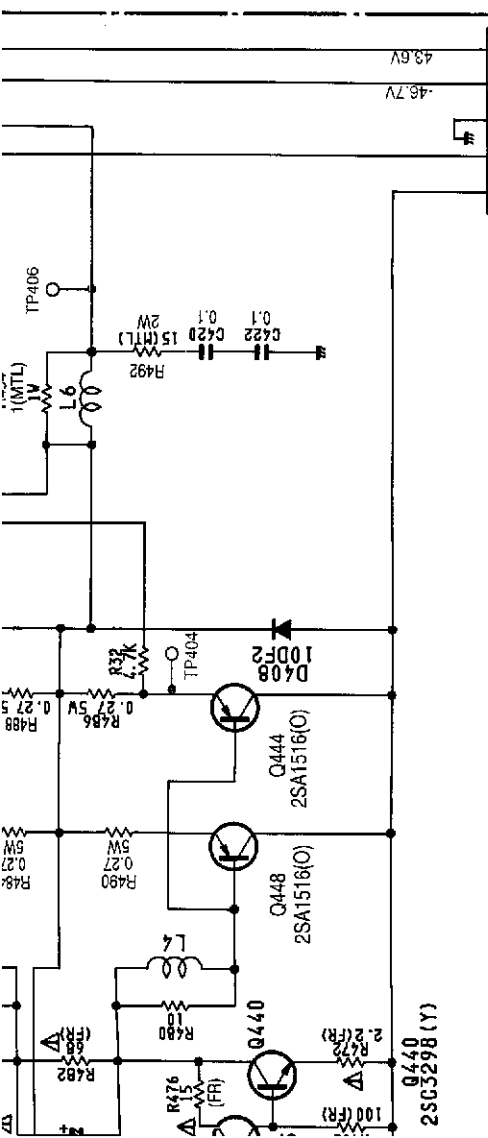 43.6V
-46.7V
TP406
1(MTL)
1W
L6
R492
15(MTL)
2W
C420
0.1
C422
0.1
R32
4.7K
TP404
D408
10DF2
R488
0.27 5
R486
0.27 5W
Q444
2SA1516(O)
0.27
5W
R490
0.27
5W
Q448
2SA1516(O)
L4
R480
10
R482
68
(FR)
Q440
R476
15
(FR)
R472
2.2(FR)
100(FR)
Q440
2SC3298(Y)